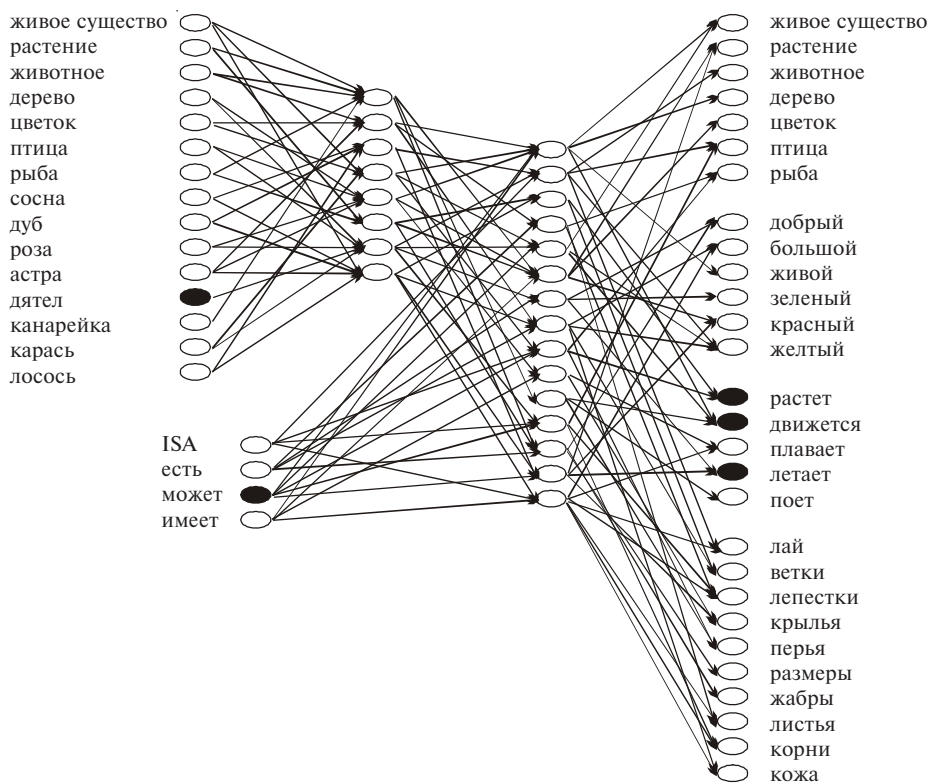 живое существо
растение
животное
дерево
цветок
птица
рыба
сосна
дуб
роза
астра
дятел
канарейка
карась
лосось
ISA
есть
может
имеет
живое существо
растение
животное
дерево
цветок
птица
рыба
добрый
большой
живой
зеленый
красный
желтый
растет
движется
плавает
летает
поет
лай
ветки
лепестки
крылья
перья
размеры
жабры
листья
корни
кожа